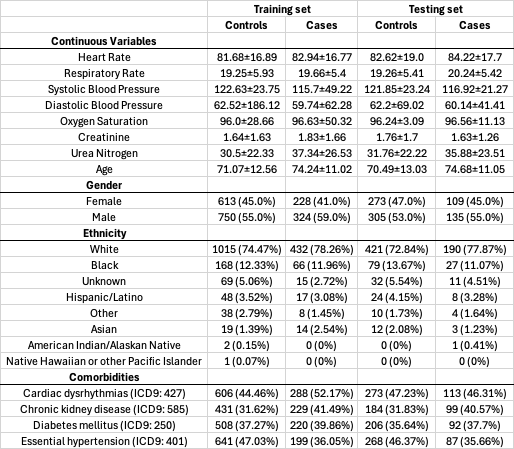 Training set Testing set
Controls Cases Controls Cases
Continuous Variables
Heart Rate 81.68±16.89 82.94±16.77 82.62±19.0 84.22±17.7
Respiratory Rate 19.25±5.93 19.66±5.4 19.26±5.41 20.24±5.42
Systolic Blood Pressure 122.63±23.75 115.7±49.22 121.85±23.24 116.92±21.27
Diastolic Blood Pressure 62.52±186.12 59.74±62.28 62.2±69.02 60.14±41.41
Oxygen Saturation 96.0±28.66 96.63±50.32 96.24±3.09 96.56±11.13
Creatinine 1.64±1.63 1.83±1.66 1.76±1.7 1.63±1.26
Urea Nitrogen 30.5±22.33 37.34±26.53 31.76±22.22 35.88±23.51
Age 71.07±12.56 74.24±11.02 70.49±13.03 74.68±11.05
Gender
Female 613 (45.0%) 228 (41.0%) 273 (47.0%) 109 (45.0%)
Male 750 (55.0%) 324 (59.0%) 305 (53.0%) 135 (55.0%)
Ethnicity
White 1015 (74.47%) 432 (78.26%) 421 (72.84%) 190 (77.87%)
Black 168 (12.33%) 66 (11.96%) 79 (13.67%) 27 (11.07%)
Unknown 69 (5.06%) 15 (2.72%) 32 (5.54%) 11 (4.51%)
Hispanic/Latino 48 (3.52%) 17 (3.08%) 24 (4.15%) 8 (3.28%)
Other 38 (2.79%) 8 (1.45%) 10 (1.73%) 4 (1.64%)
Asian 19 (1.39%) 14 (2.54%) 12 (2.08%) 3 (1.23%)
American Indian/Alaskan Native 2 (0.15%) 0 (0%) 0 (0%) 1 (0.41%)
Native Hawaiian or other Pacific Islander 1 (0.07%) 0 (0%) 0 (0%) 0 (0%)
Comorbidities
Cardiac dysrhythmias (ICD9: 427) 606 (44.46%) 288 (52.17%) 273 (47.23%) 113 (46.31%)
Chronic kidney disease (ICD9: 585) 431 (31.62%) 229 (41.49%) 184 (31.83%) 99 (40.57%)
Diabetes mellitus (ICD9: 250) 508 (37.27%) 220 (39.86%) 206 (35.64%) 92 (37.7%)
Essential hypertension (ICD9: 401) 641 (47.03%) 199 (36.05%) 268 (46.37%) 87 (35.66%)